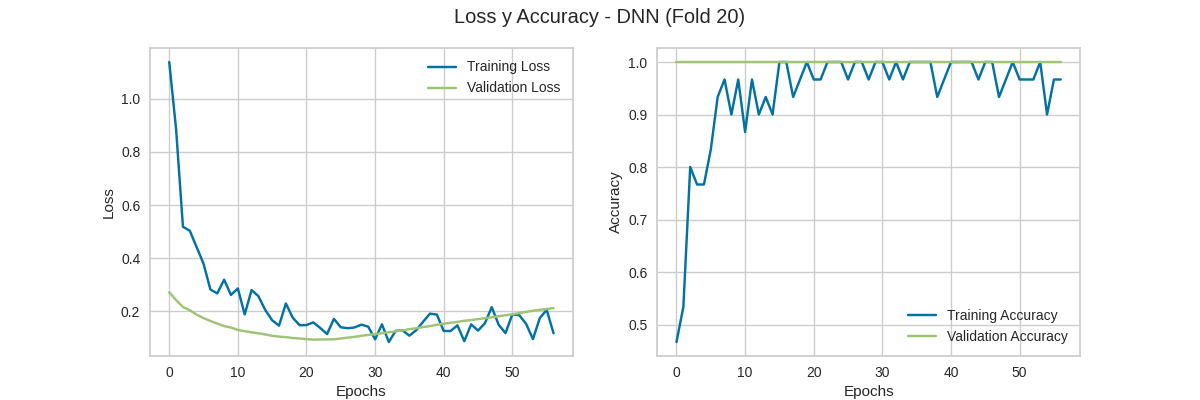 Loss y Accuracy - DNN (Fold 20)
Training Loss
Validation Loss
1.0
0.8
0.6
0.4
0.2
Loss
0 10 20 30 40 50
Epochs
1.0
0.9
0.8
0.7
0.6
0.5
Accuracy
Training Accuracy
Validation Accuracy
0 10 20 30 40 50
Epochs